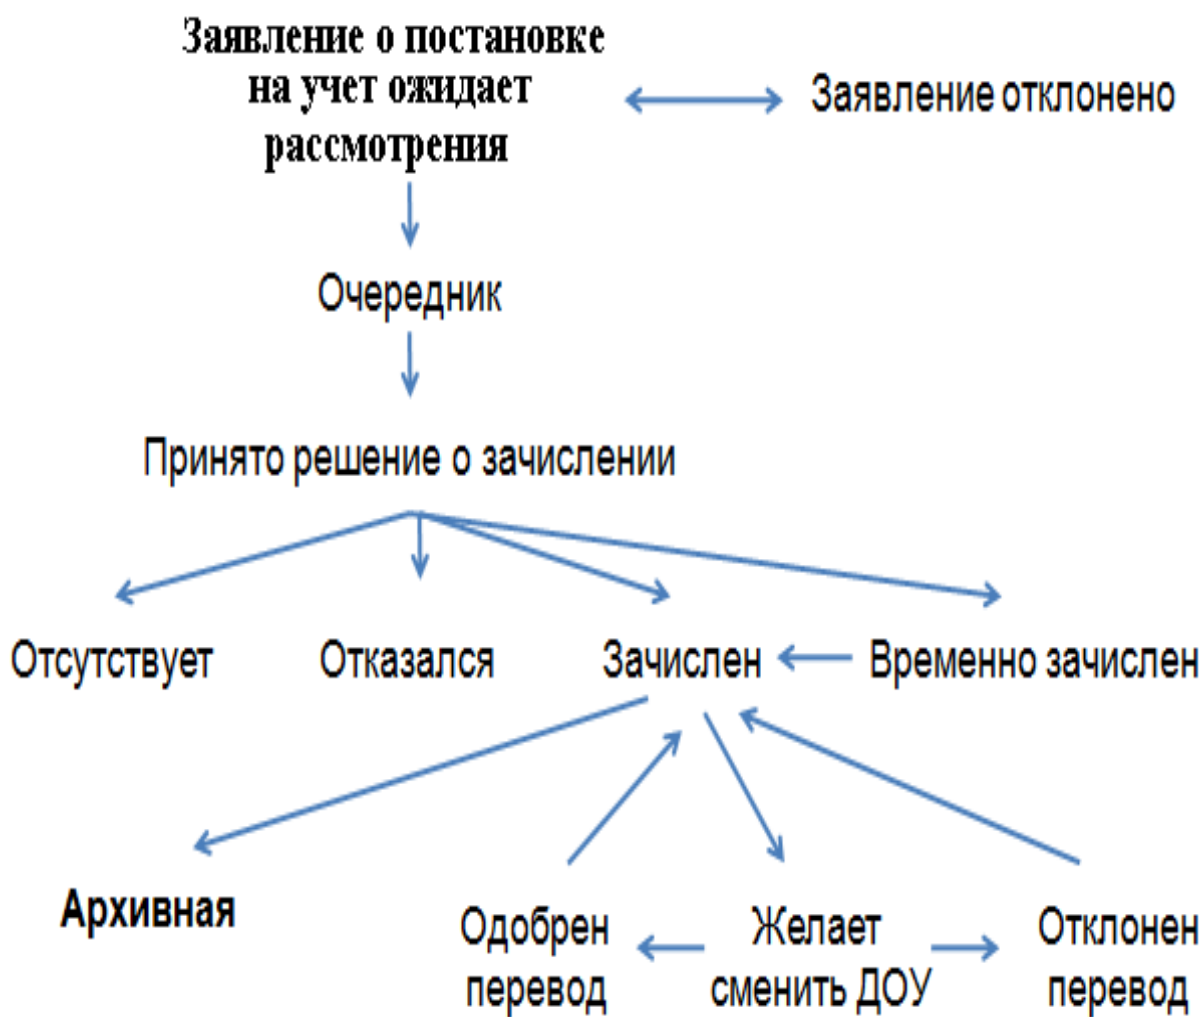 Заявление о постановке
на учет ожидает
рассмотрения
Заявление отклонено
Очередник
Принято решение о зачислении
Отсутствует
Отказался
Зачислен
Временно зачислен
Архивная
Одобрен
перевод
Желает
сменить ДОУ
Отклонен
перевод